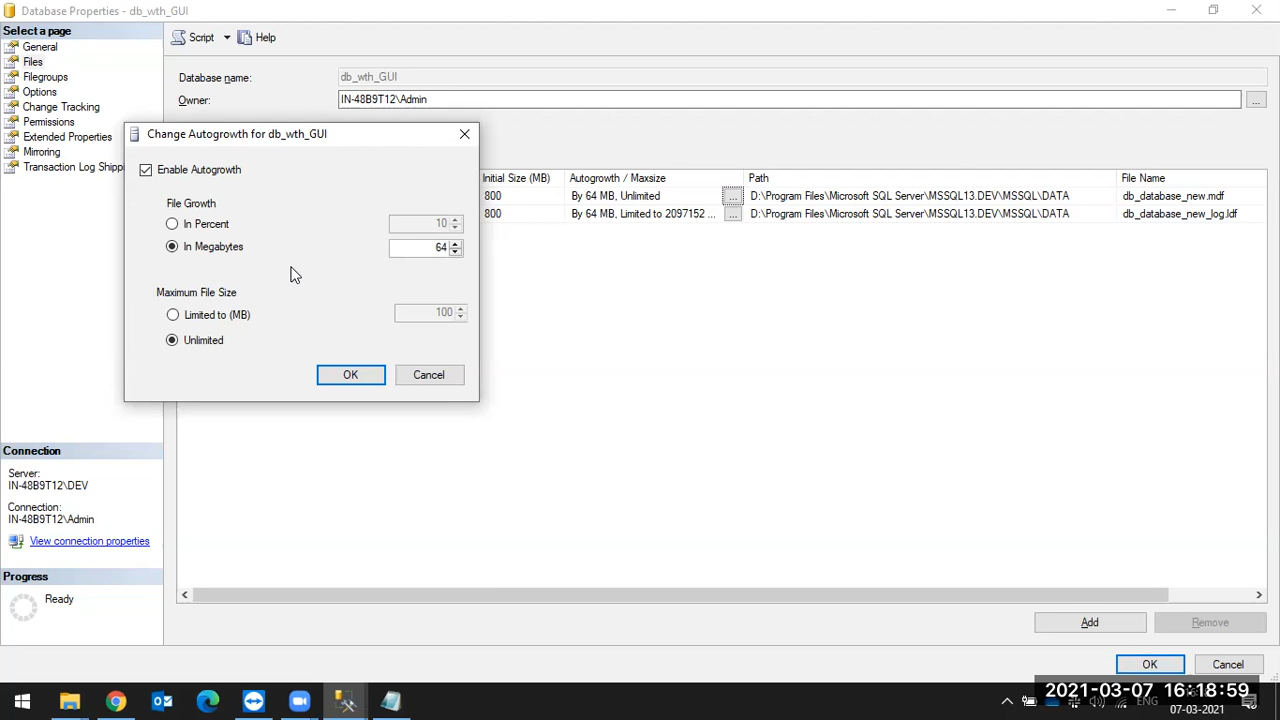 Database Properties - db_wth_GUI
Select a page
General
Files
Filegroups
Options
Change Tracking
Permissions
Extended Properties
Mirroring
Transaction Log Shippi
Script
Help
Database name:
db_wth_GUI
Owner:
IN-48B9T12\Admin
...
Change Autogrowth for db_wth_GUI
Enable Autogrowth
File Growth
In Percent
10
In Megabytes
64
Maximum File Size
Limited to (MB)
100
Unlimited
OK
Cancel
Initial Size (MB) Autogrowth / Maxsize Path File Name
800 By 64 MB, Unlimited ... D:\Program Files\Microsoft SQL Server\MSSQL13.DEV\MSSQL\DATA db_database_new.mdf
800 By 64 MB, Limited to 2097152 ... ... D:\Program Files\Microsoft SQL Server\MSSQL13.DEV\MSSQL\DATA db_database_new_log.ldf
Connection
Server:
IN-48B9T12\DEV
Connection:
IN-48B9T12\Admin
View connection properties
Progress
Ready
Add
Remove
OK
Cancel
2021-03-07 16:18:59
ENG
07-03-2021